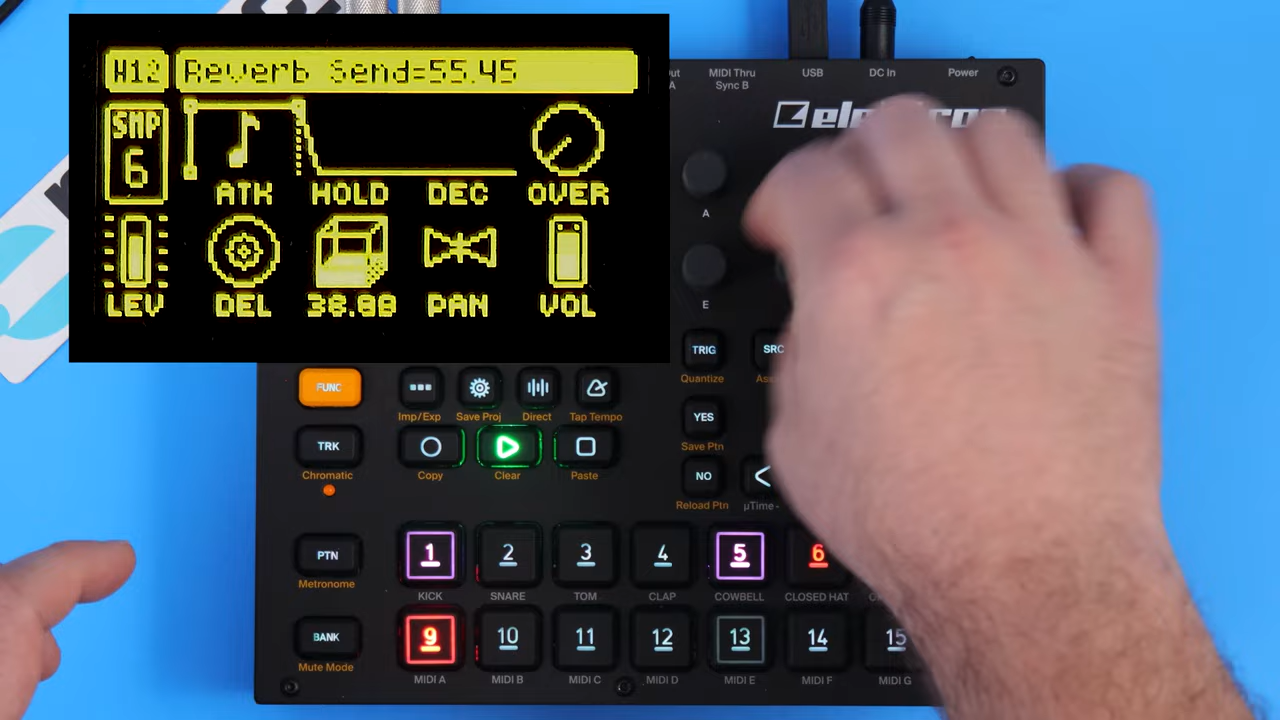 H12 Reverb Send=55.45
SMP
6
ATK HOLD DEC OVER
LEV DEL 38.98 PAN VOL
MIDI Thru
Sync B
USB
DC In
Power
A
E
TRIG
Quantize
YES
Save Ptn
NO
Reload Ptn
µTime-
FUNC
Imp/Exp Save Proj Direct Tap Tempo
TRK
Chromatic
Copy Clear Paste
PTN
Metronome
BANK
Mute Mode
1 2 3 4 5 6
KICK SNARE TOM CLAP COWBELL CLOSED HAT
9 10 11 12 13 14 15
MIDI A MIDI B MIDI C MIDI D MIDI E MIDI F MIDI G